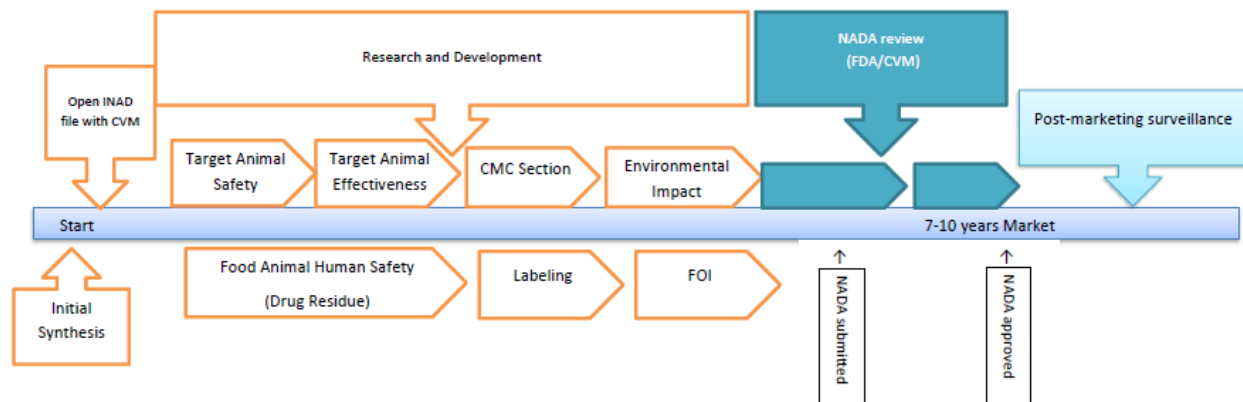 Research and Development
NADA review
(FDA/CVM)
Open INAD
file with CVM
Post-marketing surveillance
Target Animal
Safety
Target Animal
Effectiveness
CMC Section
Environmental
Impact
Start
7-10 years Market
Food Animal Human Safety
(Drug Residue)
Labeling
FOI
Initial
Synthesis
↑
NADA submitted
↑
NADA approved